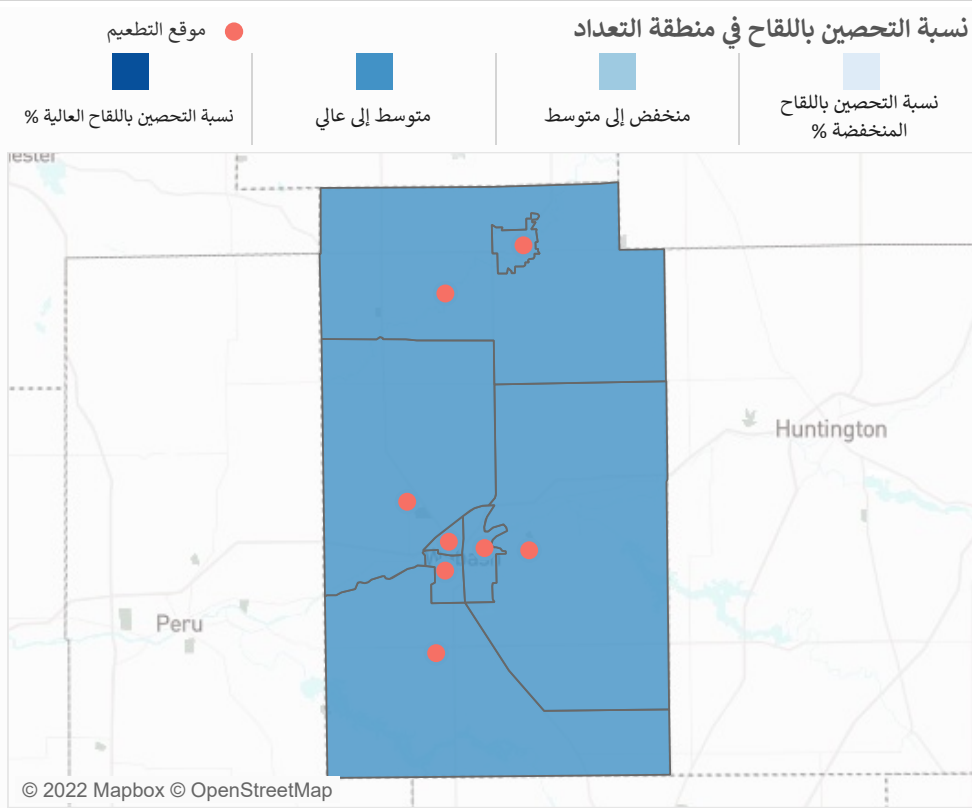 نسبة التحصين باللقاح في منطقة التعداد
موقع التطعيم
نسبة التحصين باللقاح المنخفضة %
منخفض إلى متوسط
متوسط إلى عالي
نسبة التحصين باللقاح العالية %
Huntington
Peru
© 2022 Mapbox © OpenStreetMap